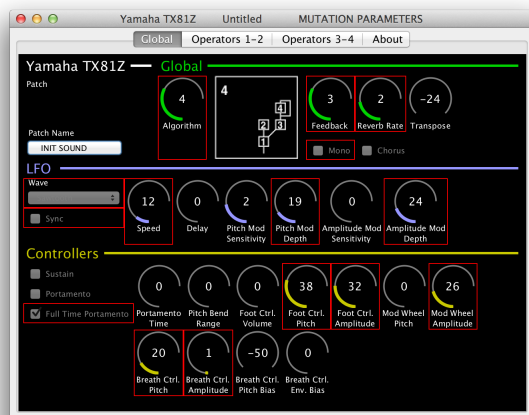 Yamaha TX81Z Untitled MUTATION PARAMETERS
Global Operators 1-2 Operators 3-4 About
Yamaha TX81Z Global
Patch
4
4
2
3
4
1
Algorithm
3
Feedback
2
Reverb Rate
-24
Transpose
Patch Name
INIT SOUND
Mono
Chorus
LFO
Wave
Sync
12
Speed
0
Delay
2
Pitch Mod
Sensitivity
19
Pitch Mod
Depth
0
Amplitude Mod
Sensitivity
24
Amplitude Mod
Depth
Controllers
Sustain
Portamento
Full Time Portamento
0
Portamento
Time
0
Pitch Bend
Range
0
Foot Ctrl.
Volume
38
Foot Ctrl.
Pitch
32
Foot Ctrl.
Amplitude
0
Mod Wheel
Pitch
26
Mod Wheel
Amplitude
20
Breath Ctrl.
Pitch
1
Breath Ctrl.
Amplitude
-50
Breath Ctrl.
Pitch Bias
0
Breath Ctrl.
Env. Bias